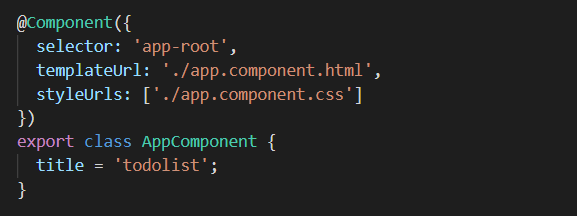 @Component({
  selector: 'app-root',
  templateUrl: './app.component.html',
  styleUrls: ['./app.component.css']
})
export class AppComponent {
  title = 'todolist';
}